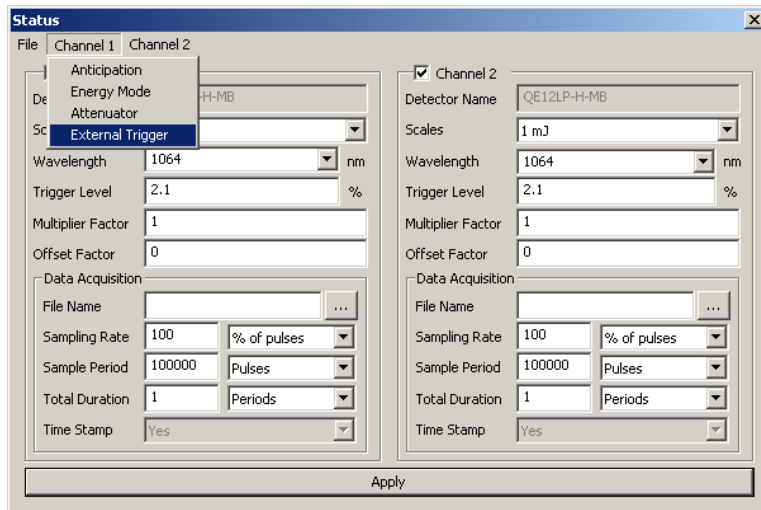 Status
File Channel 1 Channel 2
Anticipation
Energy Mode
Attenuator
External Trigger
De -H-MB
Sc
Wavelength 1064 nm
Trigger Level 2.1 %
Multiplier Factor 1
Offset Factor 0
Data Acquisition
File Name ...
Sampling Rate 100 % of pulses
Sample Period 100000 Pulses
Total Duration 1 Periods
Time Stamp Yes
Channel 2
Detector Name QE12LP-H-MB
Scales 1 mJ
Wavelength 1064 nm
Trigger Level 2.1 %
Multiplier Factor 1
Offset Factor 0
Data Acquisition
File Name ...
Sampling Rate 100 % of pulses
Sample Period 100000 Pulses
Total Duration 1 Periods
Time Stamp Yes
Apply